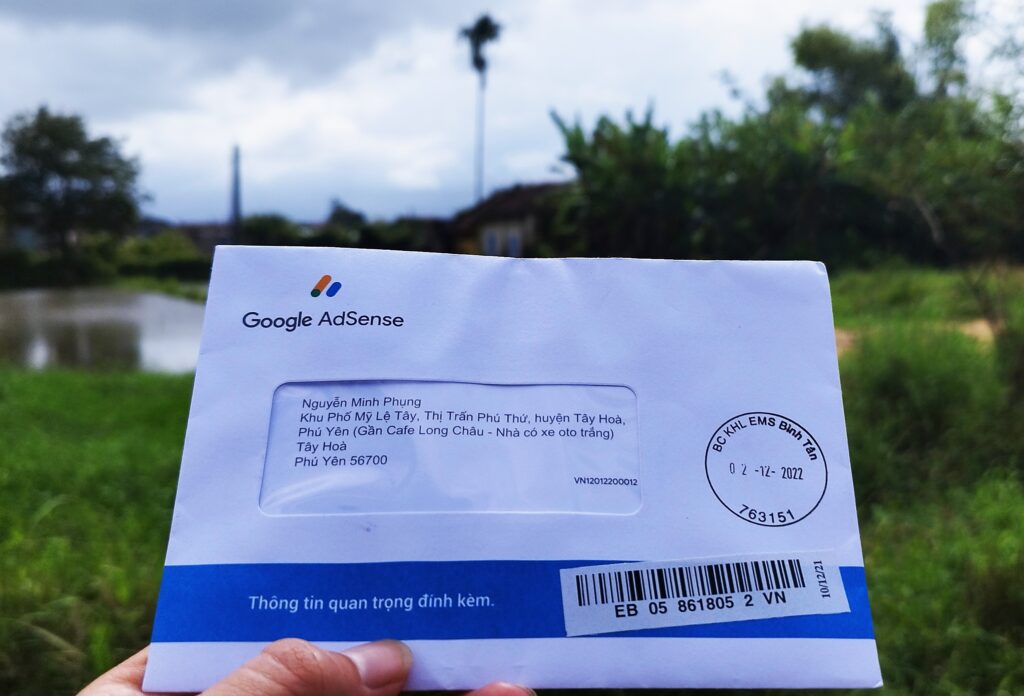 Google AdSense
Nguyễn Minh Phụng
Khu Phố Mỹ Lệ Tây, Thị Trấn Phú Thứ, huyện Tây Hoà,
Phú Yên (Gần Cafe Long Châu - Nhà có xe oto trắng)
Tây Hoà
Phú Yên 56700
VN12012200012
BC KHL EMS Bình Tân
02-12-2022
763151
Thông tin quan trọng đính kèm.
EB 05 861805 2 VN
10/12/21